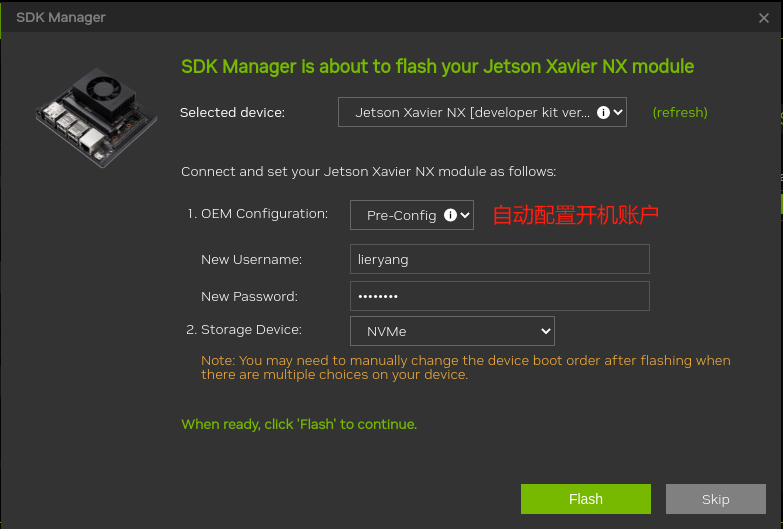 SDK Manager
SDK Manager is about to flash your Jetson Xavier NX module
Selected device: Jetson Xavier NX [developer kit ver... (refresh)
Connect and set your Jetson Xavier NX module as follows:
1. OEM Configuration: Pre-Config 自动配置开机账户
New Username: lieryang
New Password: ••••••••
2. Storage Device: NVMe
Note: You may need to manually change the device boot order after flashing when
there are multiple choices on your device.
When ready, click 'Flash' to continue.
Flash Skip